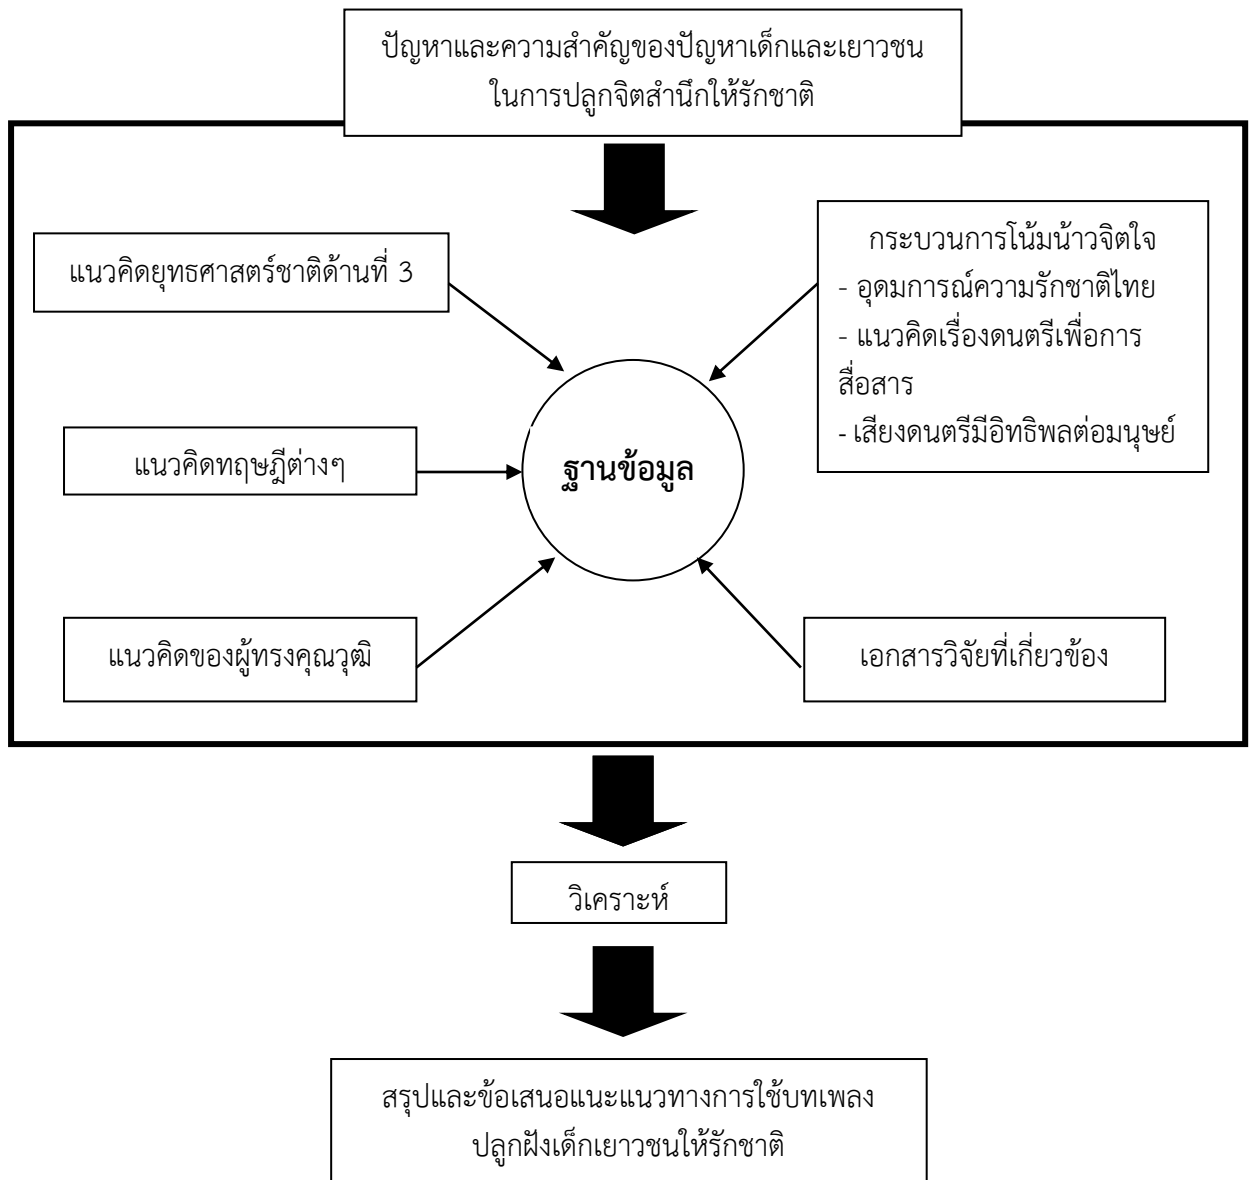 ปัญหาและความสำคัญของปัญหาเด็กและเยาวชน
ในการปลูกจิตสำนึกให้รักชาติ
แนวคิดยุทธศาสตร์ชาติด้านที่ 3
กระบวนการโน้มน้าวจิตใจ
- อุดมการณ์ความรักชาติไทย
- แนวคิดเรื่องดนตรีเพื่อการ
สื่อสาร
- เสียงดนตรีมีอิทธิพลต่อมนุษย์
แนวคิดทฤษฎีต่างๆ
ฐานข้อมูล
แนวคิดของผู้ทรงคุณวุฒิ
เอกสารวิจัยที่เกี่ยวข้อง
วิเคราะห์
สรุปและข้อเสนอแนะแนวทางการใช้บทเพลง
ปลูกฝังเด็กเยาวชนให้รักชาติ